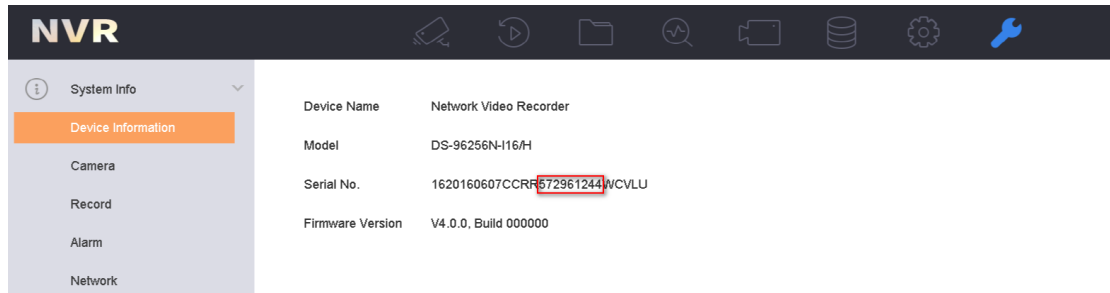 NVR
System Info
Device Information
Camera
Record
Alarm
Network
Device Name Network Video Recorder
Model DS-96256N-I16/H
Serial No. 1620160607CCRR572961244WCVLU
Firmware Version V4.0.0, Build 000000